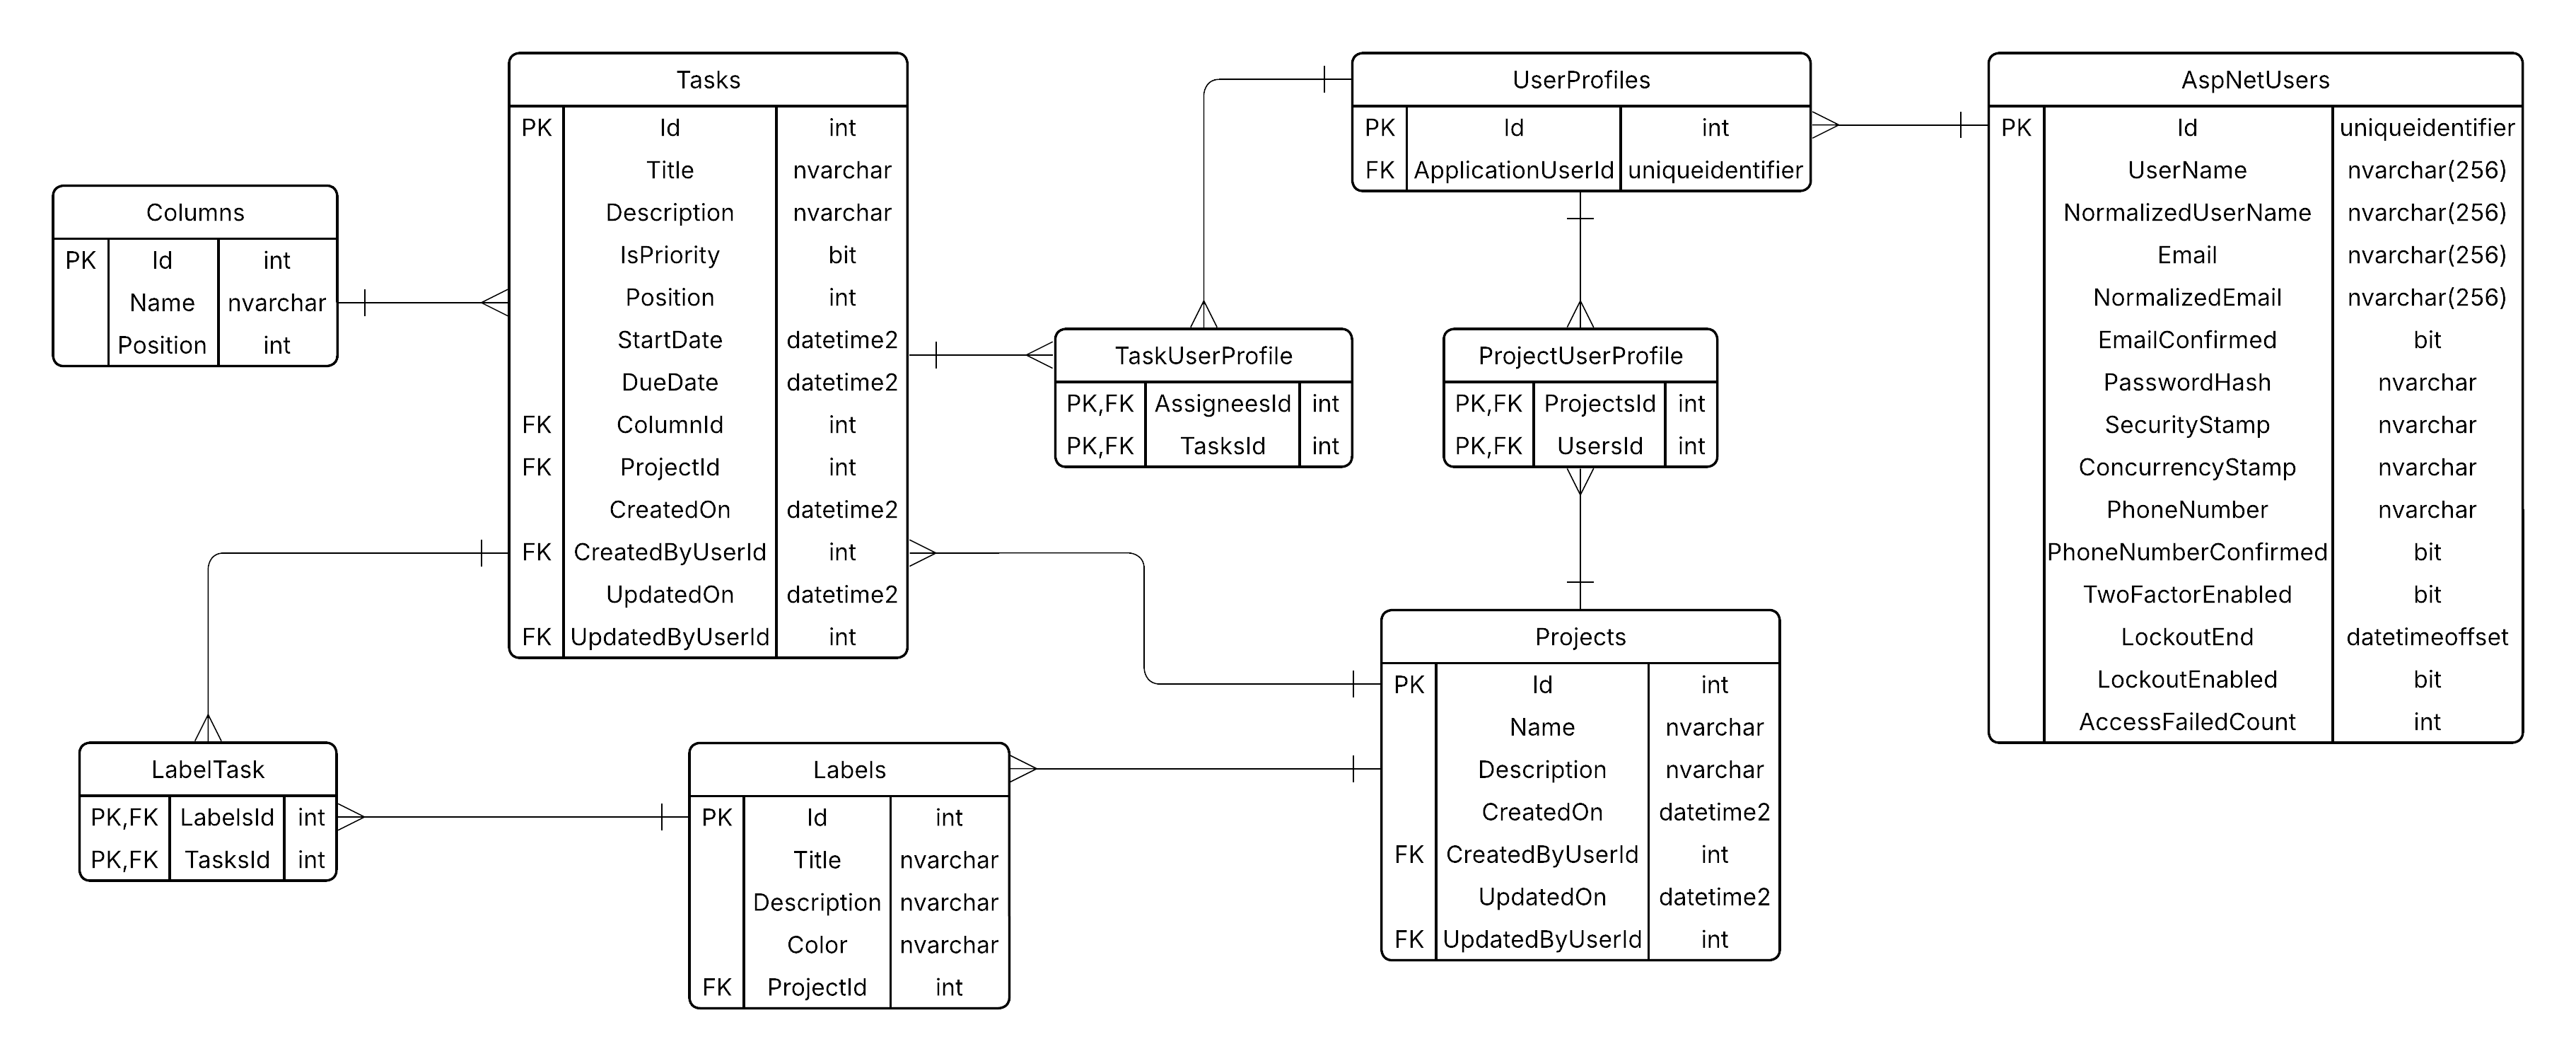 Tasks
PK Id int
Title nvarchar
Description nvarchar
IsPriority bit
Position int
StartDate datetime2
DueDate datetime2
FK ColumnId int
FK ProjectId int
CreatedOn datetime2
FK CreatedByUserId int
UpdatedOn datetime2
FK UpdatedByUserId int
UserProfiles
PK Id int
FK ApplicationUserId uniqueidentifier
AspNetUsers
PK Id uniqueidentifier
UserName nvarchar(256)
NormalizedUserName nvarchar(256)
Email nvarchar(256)
NormalizedEmail nvarchar(256)
EmailConfirmed bit
PasswordHash nvarchar
SecurityStamp nvarchar
ConcurrencyStamp nvarchar
PhoneNumber nvarchar
PhoneNumberConfirmed bit
TwoFactorEnabled bit
LockoutEnd datetimeoffset
LockoutEnabled bit
AccessFailedCount int
Columns
PK Id int
Name nvarchar
Position int
TaskUserProfile
PK,FK AssigneesId int
PK,FK TasksId int
ProjectUserProfile
PK,FK ProjectsId int
PK,FK UsersId int
Projects
PK Id int
Name nvarchar
Description nvarchar
CreatedOn datetime2
FK CreatedByUserId int
UpdatedOn datetime2
FK UpdatedByUserId int
LabelTask
PK,FK LabelsId int
PK,FK TasksId int
Labels
PK Id int
Title nvarchar
Description nvarchar
Color nvarchar
FK ProjectId int